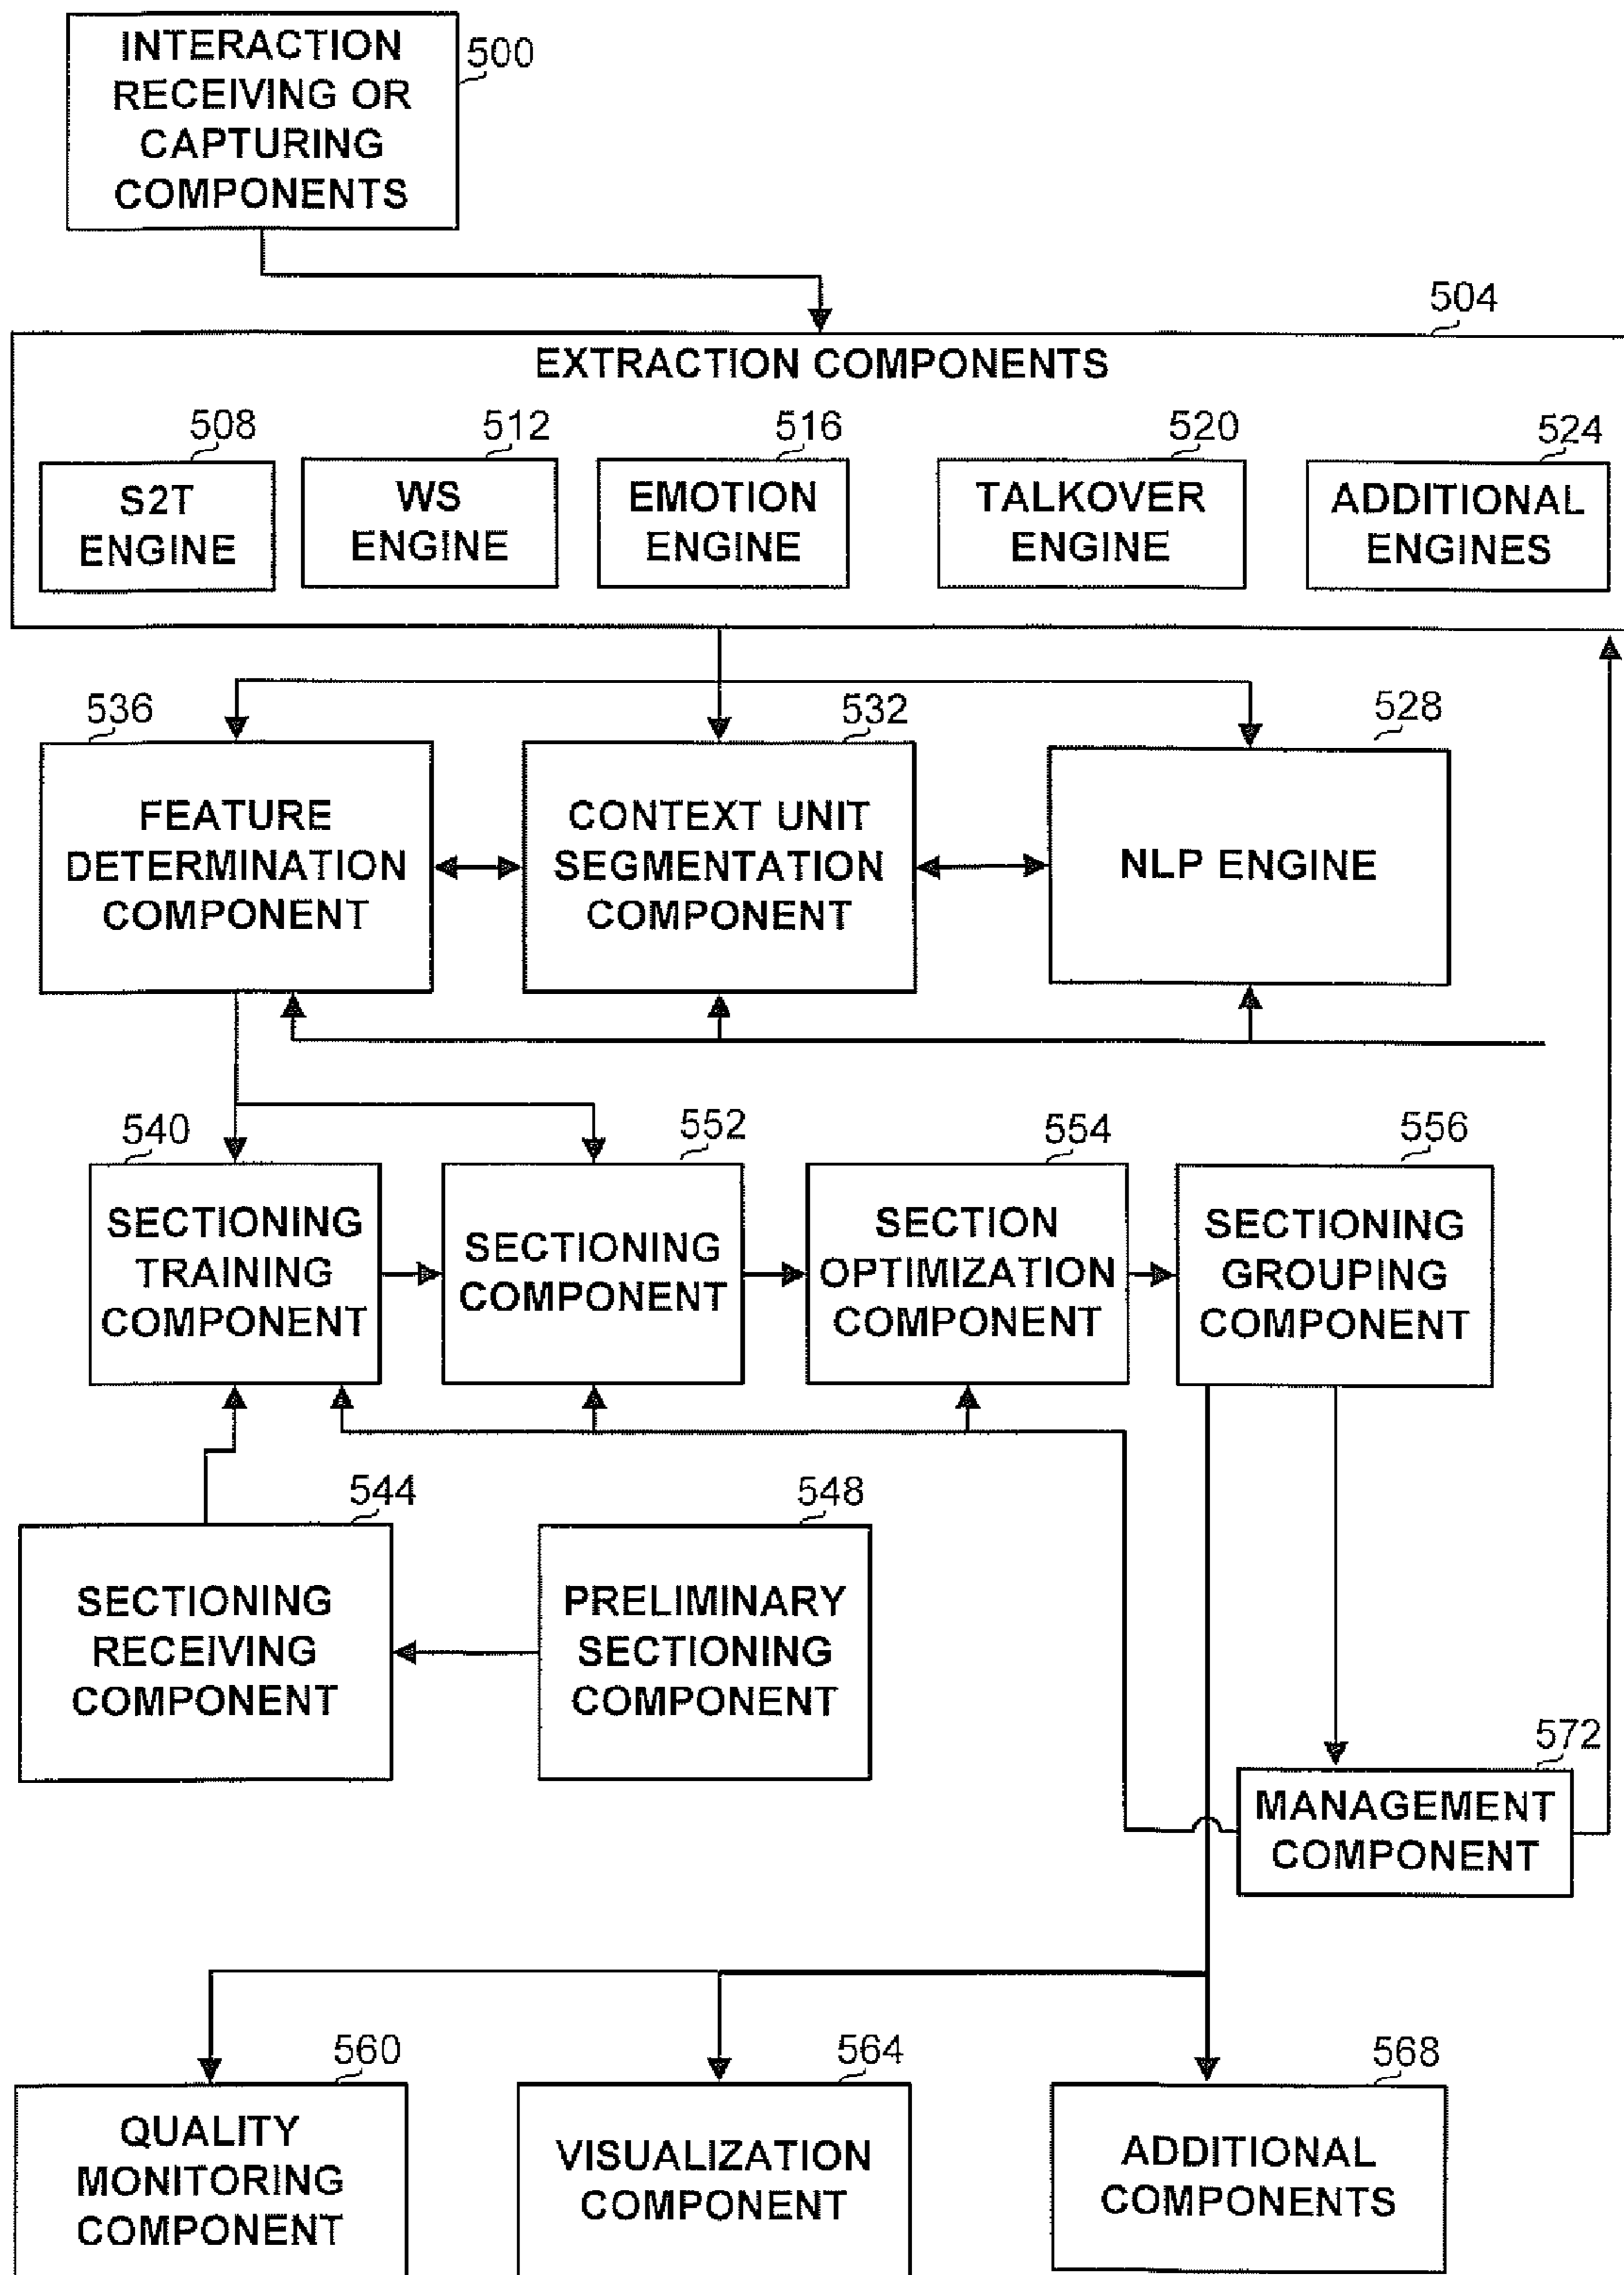 INTERACTION
RECEIVING OR
CAPTURING
COMPONENTS
500
504
EXTRACTION COMPONENTS
508
512
516
520
524
S2T
ENGINE
WS
ENGINE
EMOTION
ENGINE
TALKOVER
ENGINE
ADDITIONAL
ENGINES
536
532
528
FEATURE
DETERMINATION
COMPONENT
CONTEXT UNIT
SEGMENTATION
COMPONENT
NLP ENGINE
540
552
554
556
SECTIONING
TRAINING
COMPONENT
SECTIONING
COMPONENT
SECTION
OPTIMIZATION
COMPONENT
SECTIONING
GROUPING
COMPONENT
544
548
SECTIONING
RECEIVING
COMPONENT
PRELIMINARY
SECTIONING
COMPONENT
572
MANAGEMENT
COMPONENT
560
564
568
QUALITY
MONITORING
COMPONENT
VISUALIZATION
COMPONENT
ADDITIONAL
COMPONENTS